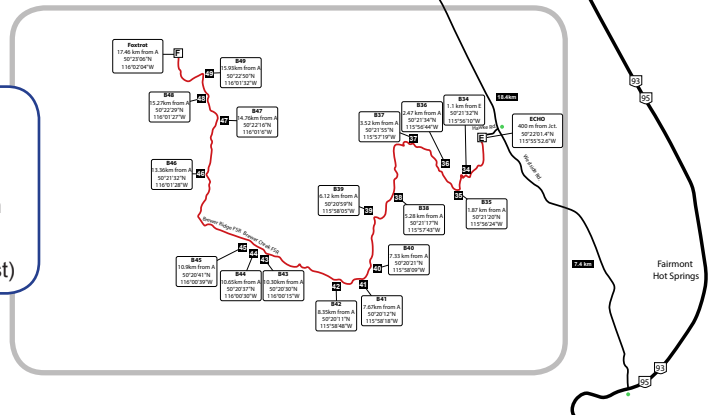 Foxtrot
17.46 km from A
50°23'06"N
116°02'04"W
F
49
B49
15.93km from A
50°22'50"N
116°01'32"W
B48
15.27km from A
50°22'29"N
116°01'27"W
48
B47
14.76km from A
50°22'16"N
116°01'6"W
47
B46
13.36km from A
50°21'32"N
116°01'28"W
46
B37
3.52 km from A
50°21'55"N
115°57'19"W
37
B36
2.47 km from A
50°21'34"N
115°56'44"W
36
B34
1.1 km from E
50°21'32"N
115°56'10"W
34
18.4km
Hawke Rd.
E
ECHO
400 m from Jct.
50°22'01.4"N
115°55'52.6"W
Westside Rd.
B39
6.12 km from A
50°20'59"N
115°58'05"W
39
38
B38
5.28 km from A
50°21'17"N
115°57'43"W
35
B35
1.87 km from A
50°21'20"N
115°56'24"W
Brewer Ridge FSR
Brewer Creek FSR
B45
10.9km from A
50°20'41"N
116°00'39"W
45
B44
10.65km from A
50°20'37"N
116°00'30"W
44
B43
10.30km from A
50°20'30"N
116°00'15"W
43
B40
7.33 km from A
50°20'21"N
115°58'09"W
40
B42
8.35km from A
50°20'11"N
115°58'48"W
42
B41
7.67km from A
50°20'12"N
115°58'18"W
41
93
95
7.4 km
Fairmont
Hot Springs
93
95
st)